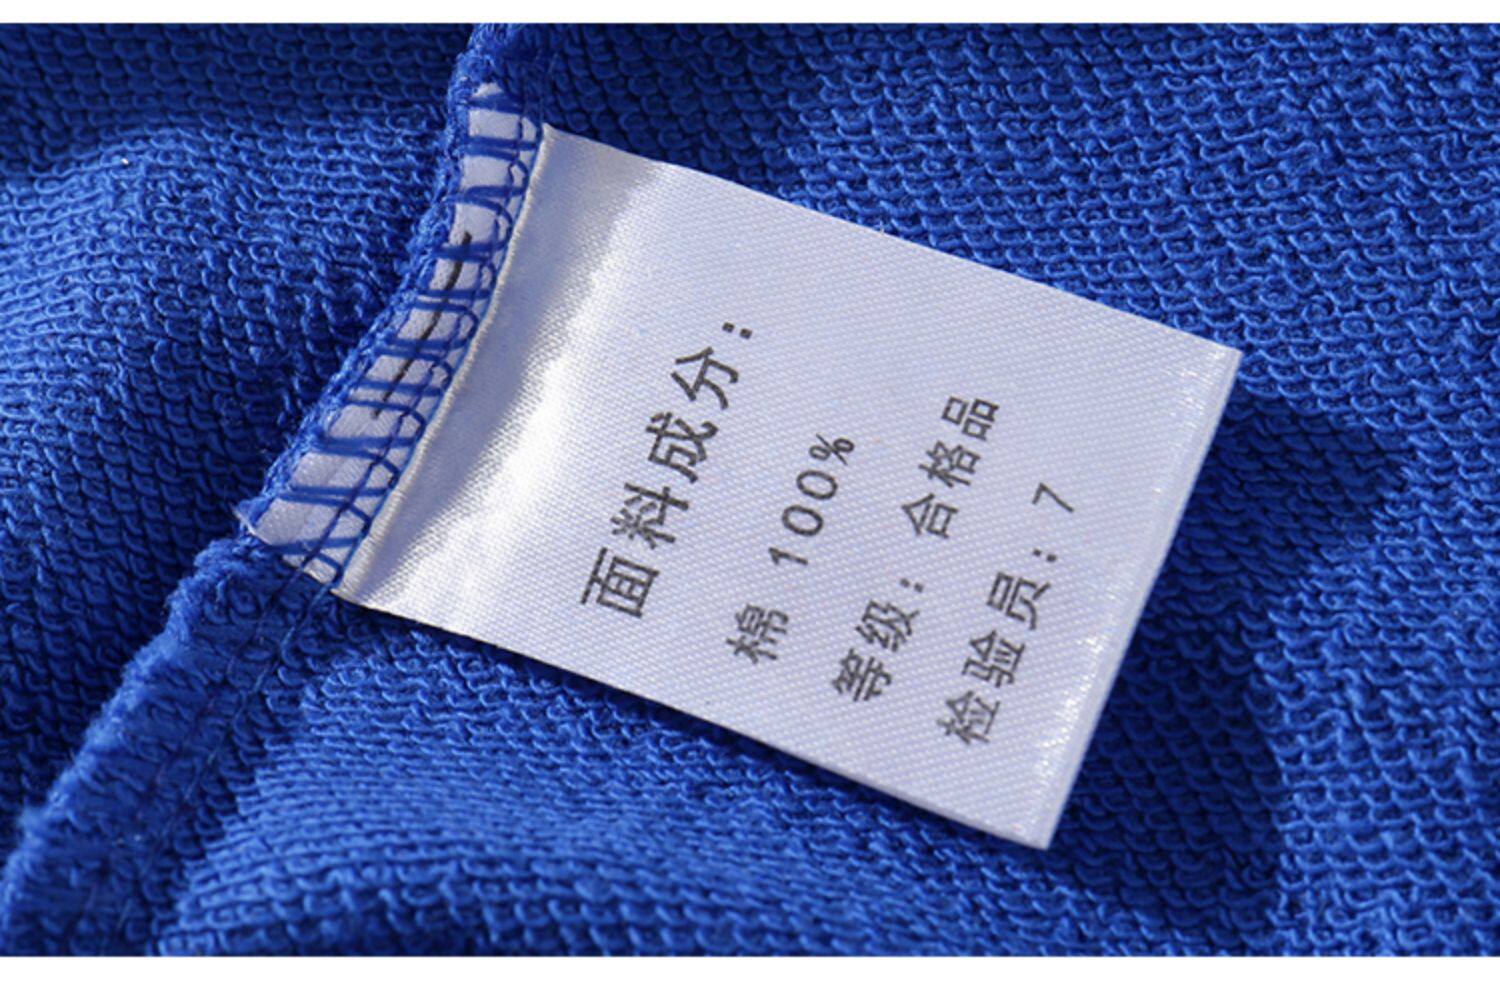 面料成分：
棉 100%
等级：合格品
检验员：7